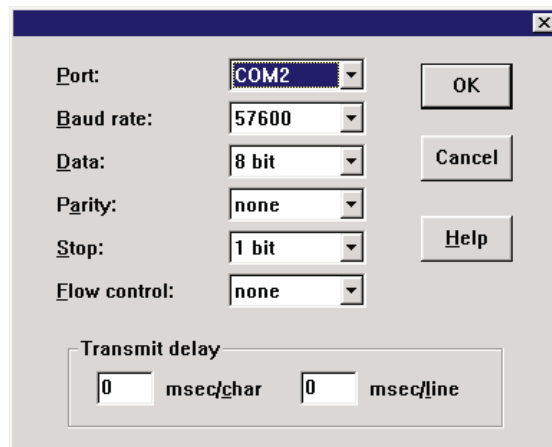 Port: COM2 OK
Baud rate: 57600
Data: 8 bit Cancel
Parity: none
Stop: 1 bit Help
Flow control: none
Transmit delay
0 msec/char 0 msec/line